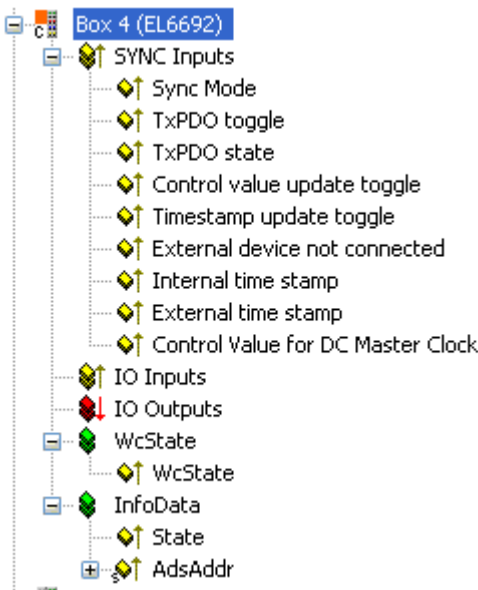 Box 4 (EL6692)
SYNC Inputs
Sync Mode
TxPDO toggle
TxPDO state
Control value update toggle
Timestamp update toggle
External device not connected
Internal time stamp
External time stamp
Control Value for DC Master Clock
IO Inputs
IO Outputs
WcState
WcState
InfoData
State
AdsAddr